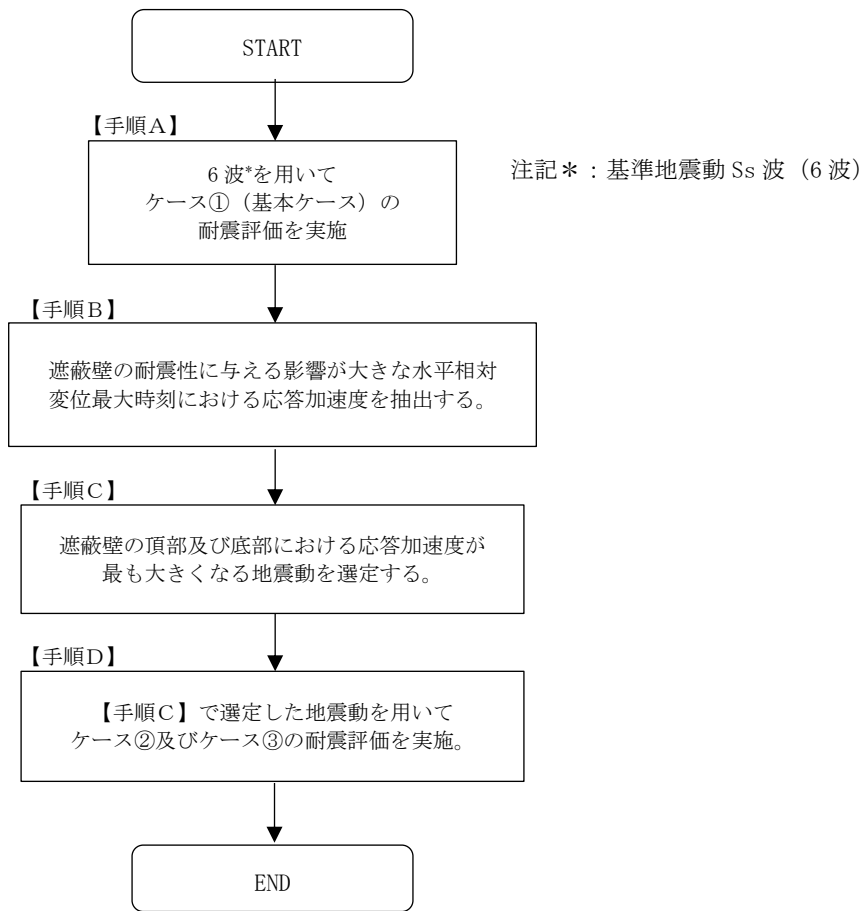 START
【手順A】
6 波*を用いて
ケース①（基本ケース）の
耐震評価を実施
注記＊：基準地震動 Ss 波（6 波）
【手順B】
遮蔽壁の耐震性に与える影響が大きな水平相対
変位最大時刻における応答加速度を抽出する。
【手順C】
遮蔽壁の頂部及び底部における応答加速度が
最も大きくなる地震動を選定する。
【手順D】
【手順C】で選定した地震動を用いて
ケース②及びケース③の耐震評価を実施。
END